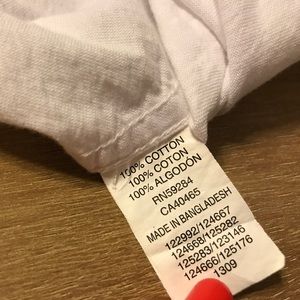 100% COTTON
100% COTON
100% ALGODÓN
RN59284
CA40465
MADE IN BANGLADESH
122992/124667
124668/125282
125283/123146
124666/125176
1309